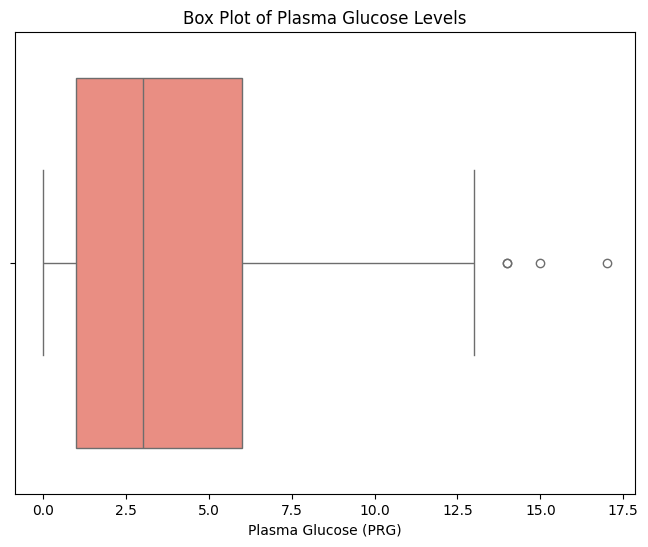 Box Plot of Plasma Glucose Levels
0.0 2.5 5.0 7.5 10.0 12.5 15.0 17.5
Plasma Glucose (PRG)